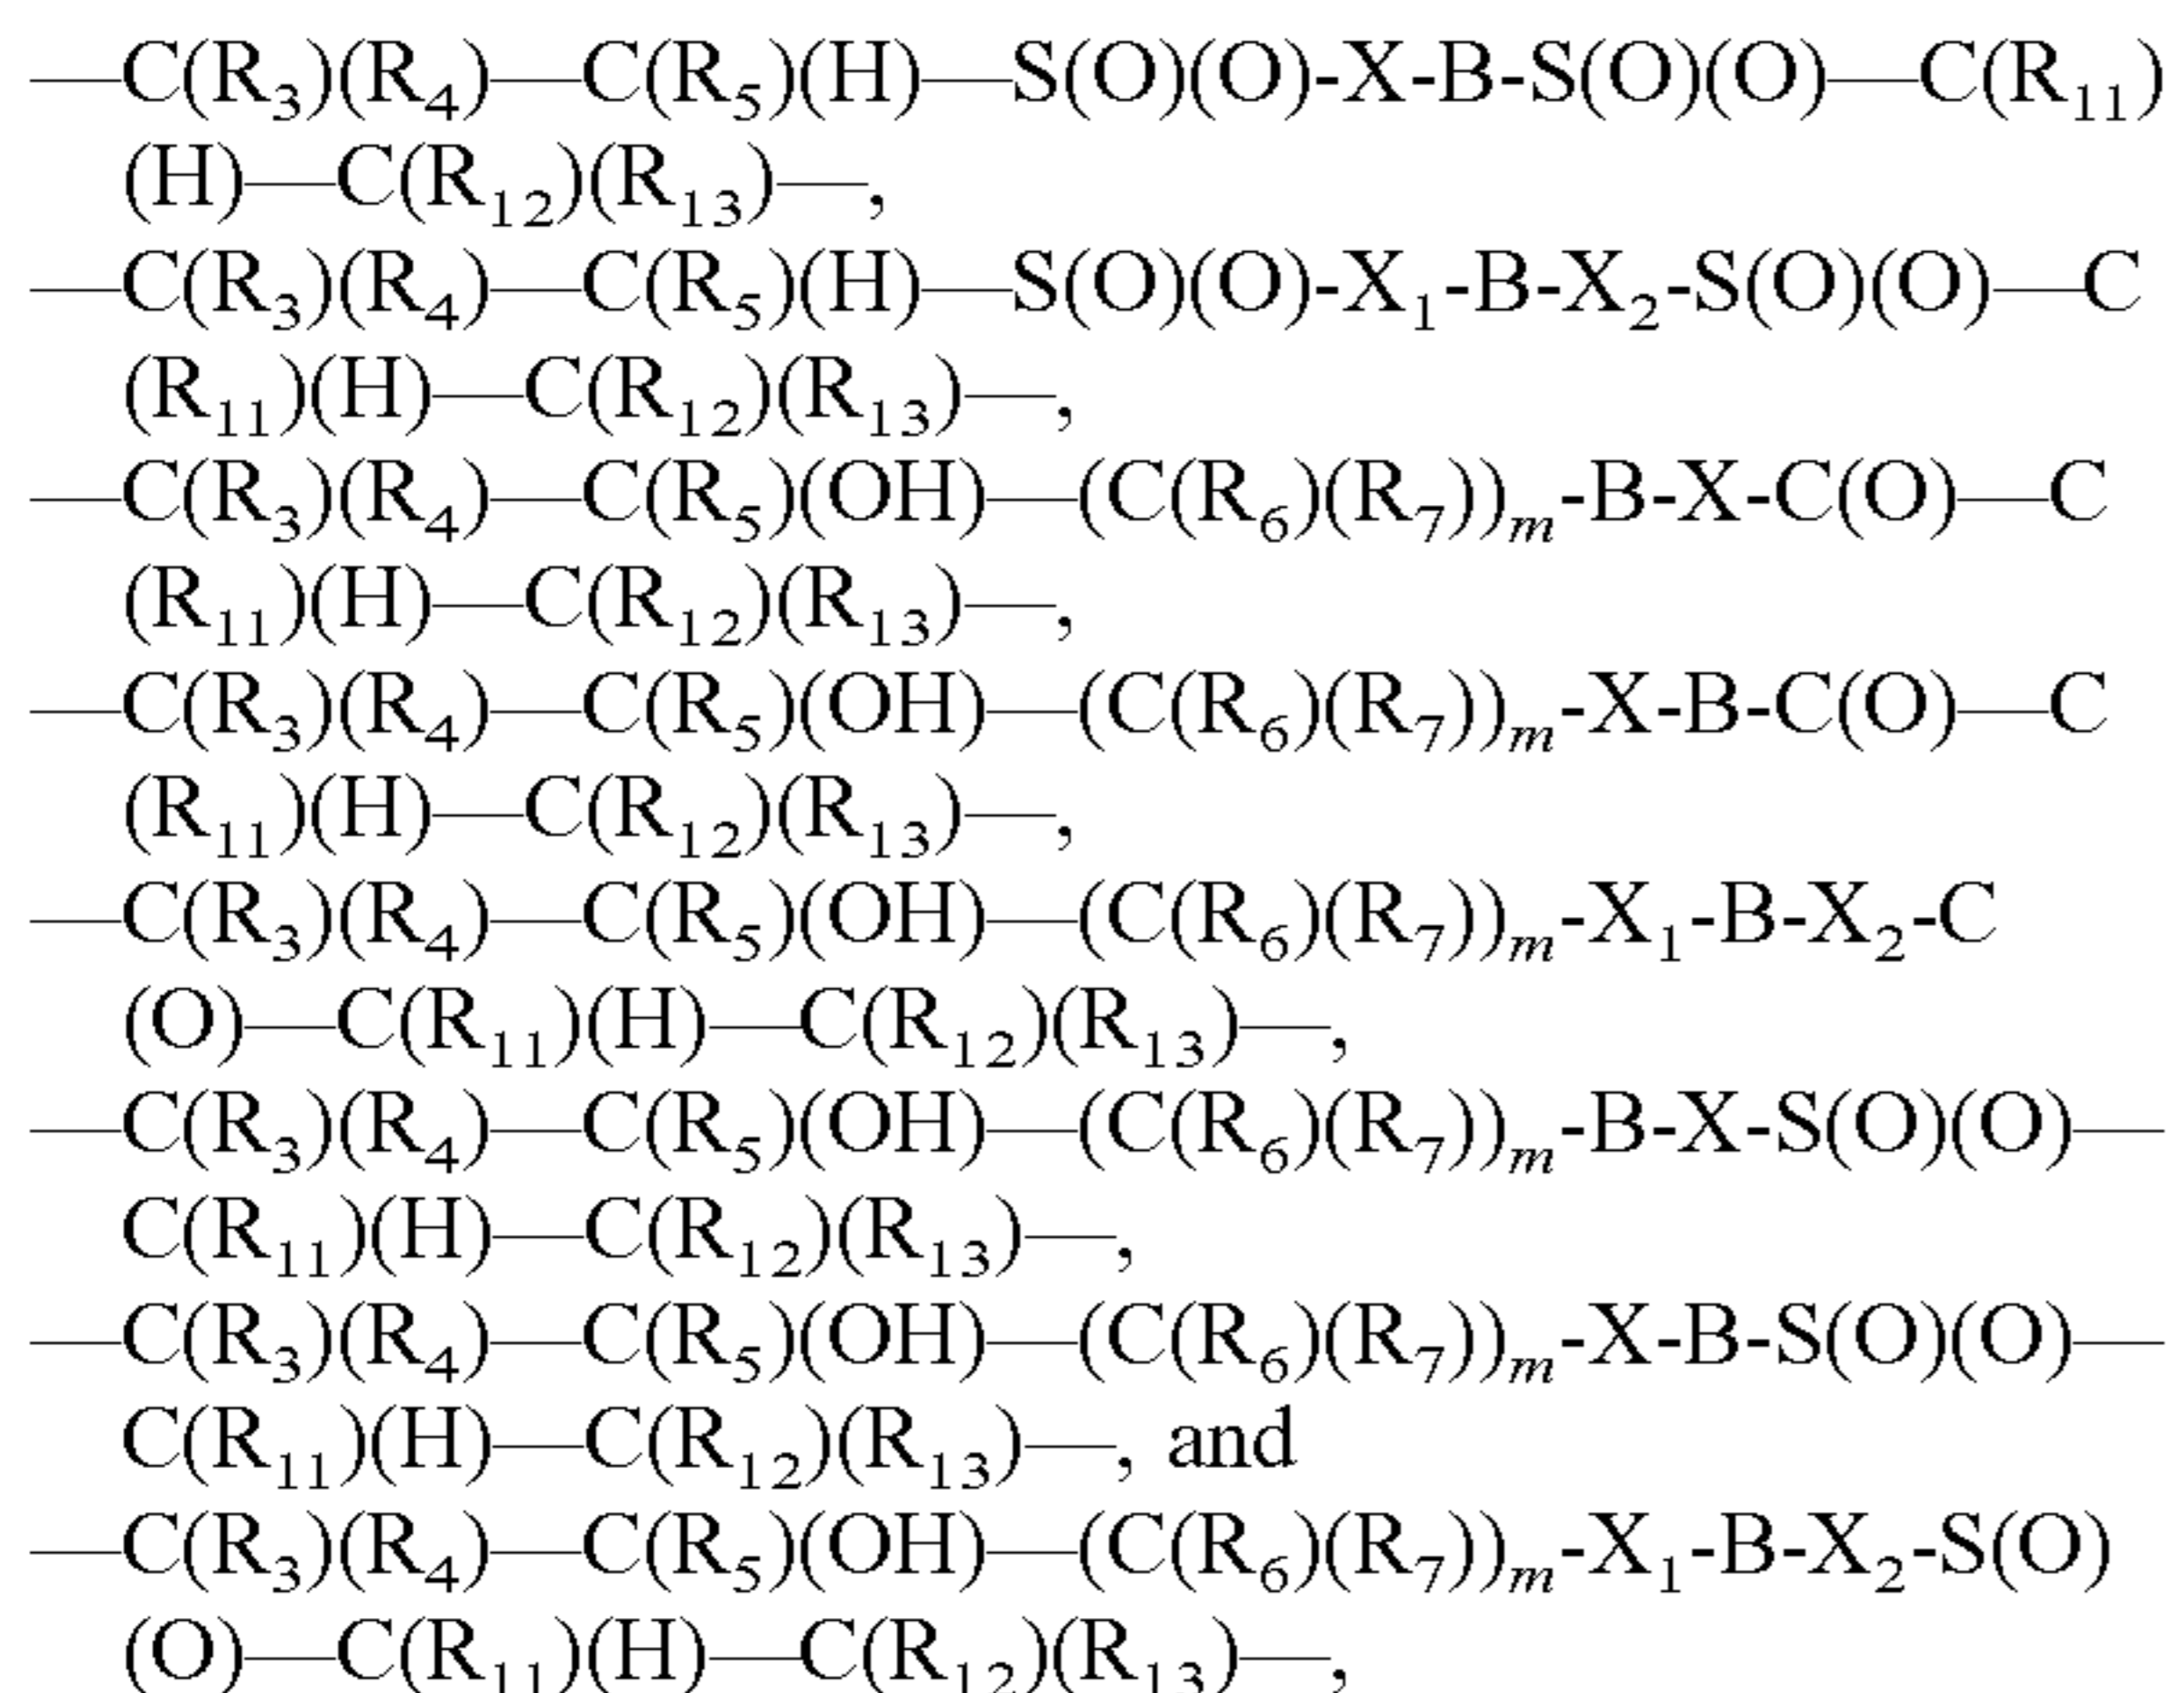 —C(R₃)(R₄)—C(R₅)(H)—S(O)(O)-X-B-S(O)(O)—C(R₁₁)
(H)—C(R₁₂)(R₁₃)—,
—C(R₃)(R₄)—C(R₅)(H)—S(O)(O)-X₁-B-X₂-S(O)(O)—C
(R₁₁)(H)—C(R₁₂)(R₁₃)—,
—C(R₃)(R₄)—C(R₅)(OH)—(C(R₆)(R₇))ₘ-B-X-C(O)—C
(R₁₁)(H)—C(R₁₂)(R₁₃)—,
—C(R₃)(R₄)—C(R₅)(OH)—(C(R₆)(R₇))ₘ-X-B-C(O)—C
(R₁₁)(H)—C(R₁₂)(R₁₃)—,
—C(R₃)(R₄)—C(R₅)(OH)—(C(R₆)(R₇))ₘ-X₁-B-X₂-C
(O)—C(R₁₁)(H)—C(R₁₂)(R₁₃)—,
—C(R₃)(R₄)—C(R₅)(OH)—(C(R₆)(R₇))ₘ-B-X-S(O)(O)—
C(R₁₁)(H)—C(R₁₂)(R₁₃)—,
—C(R₃)(R₄)—C(R₅)(OH)—(C(R₆)(R₇))ₘ-X-B-S(O)(O)—
C(R₁₁)(H)—C(R₁₂)(R₁₃)—, and
—C(R₃)(R₄)—C(R₅)(OH)—(C(R₆)(R₇))ₘ-X₁-B-X₂-S(O)
(O)—C(R₁₁)(H)—C(R₁₂)(R₁₃)—,